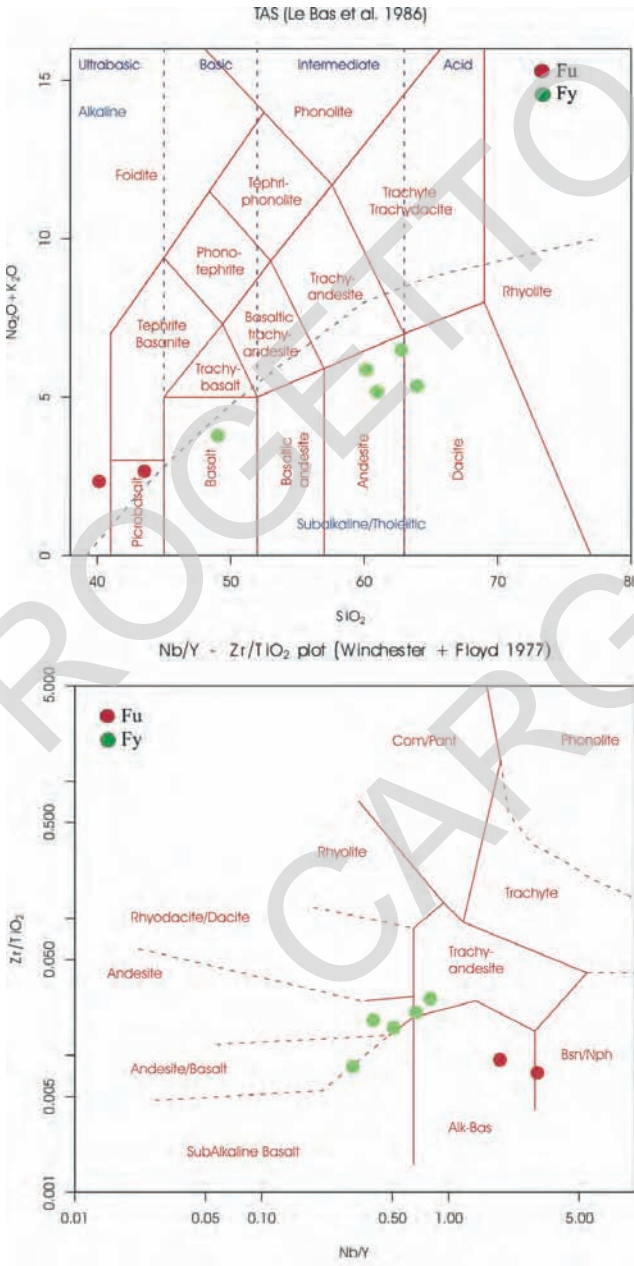 TAS (Le Bas et al. 1986)
Ultrabasic
Basic
Intermediate
Acid
Fu
Fy
Alkaline
Phonolite
Foidite
Tephri-
phonolite
Trachyte
Trachydacite
Phono-
tephrite
Trachy-
andesite
Rhyolite
Tephrite
Basanite
Basaltic
trachy-
andesite
Trachy-
basalt
Picrobasalt
Basalt
Basaltic
andesite
Andesite
Dacite
Subalkaline/Tholeiitic
Na₂O + K₂O
0
5
10
15
40
50
60
70
80
SiO₂
Nb/Y - Zr/TiO₂ plot (Winchester + Floyd 1977)
Fu
Fy
Com/Pant
Phonolite
Rhyolite
Trachyte
Rhyodacite/Dacite
Trachy-
andesite
Andesite
Andesite/Basalt
Bsn/Nph
Alk-Bas
SubAlkaline Basalt
Zr/TiO₂
5.000
0.500
0.050
0.005
0.001
0.01
0.05
0.10
0.50
1.00
5.00
Nb/Y
ROGETTO
CARG